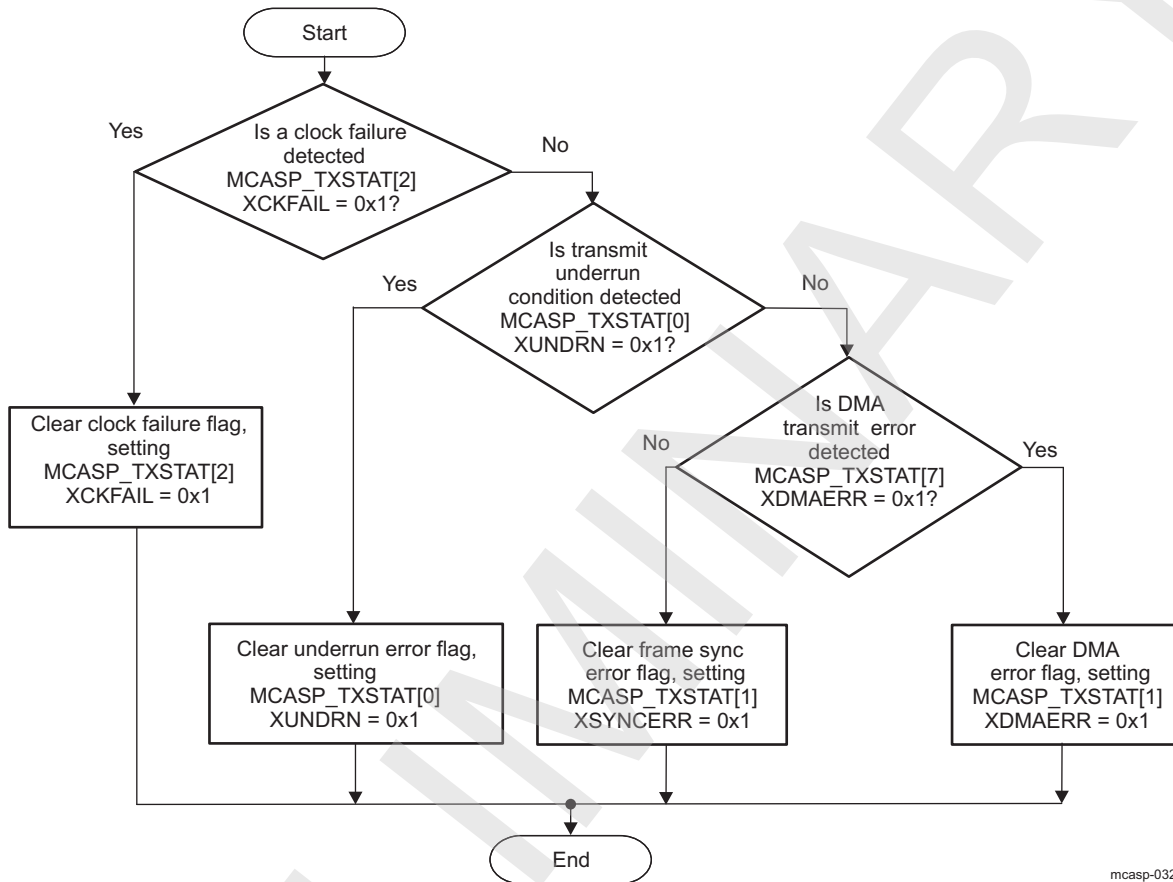 Start
Yes
Is a clock failure
detected
MCASP_TXSTAT[2]
XCKFAIL = 0x1?
No
Is transmit
underrun
condition detected
MCASP_TXSTAT[0]
XUNDRN = 0x1?
Yes
No
Is DMA
transmit error
detected
MCASP_TXSTAT[7]
XDMAERR = 0x1?
No
Yes
Clear clock failure flag,
setting
MCASP_TXSTAT[2]
XCKFAIL = 0x1
Clear underrun error flag,
setting
MCASP_TXSTAT[0]
XUNDRN = 0x1
Clear frame sync
error flag, setting
MCASP_TXSTAT[1]
XSYNCERR = 0x1
Clear DMA
error flag, setting
MCASP_TXSTAT[1]
XDMAERR = 0x1
End
mcasp-032
IMINARY